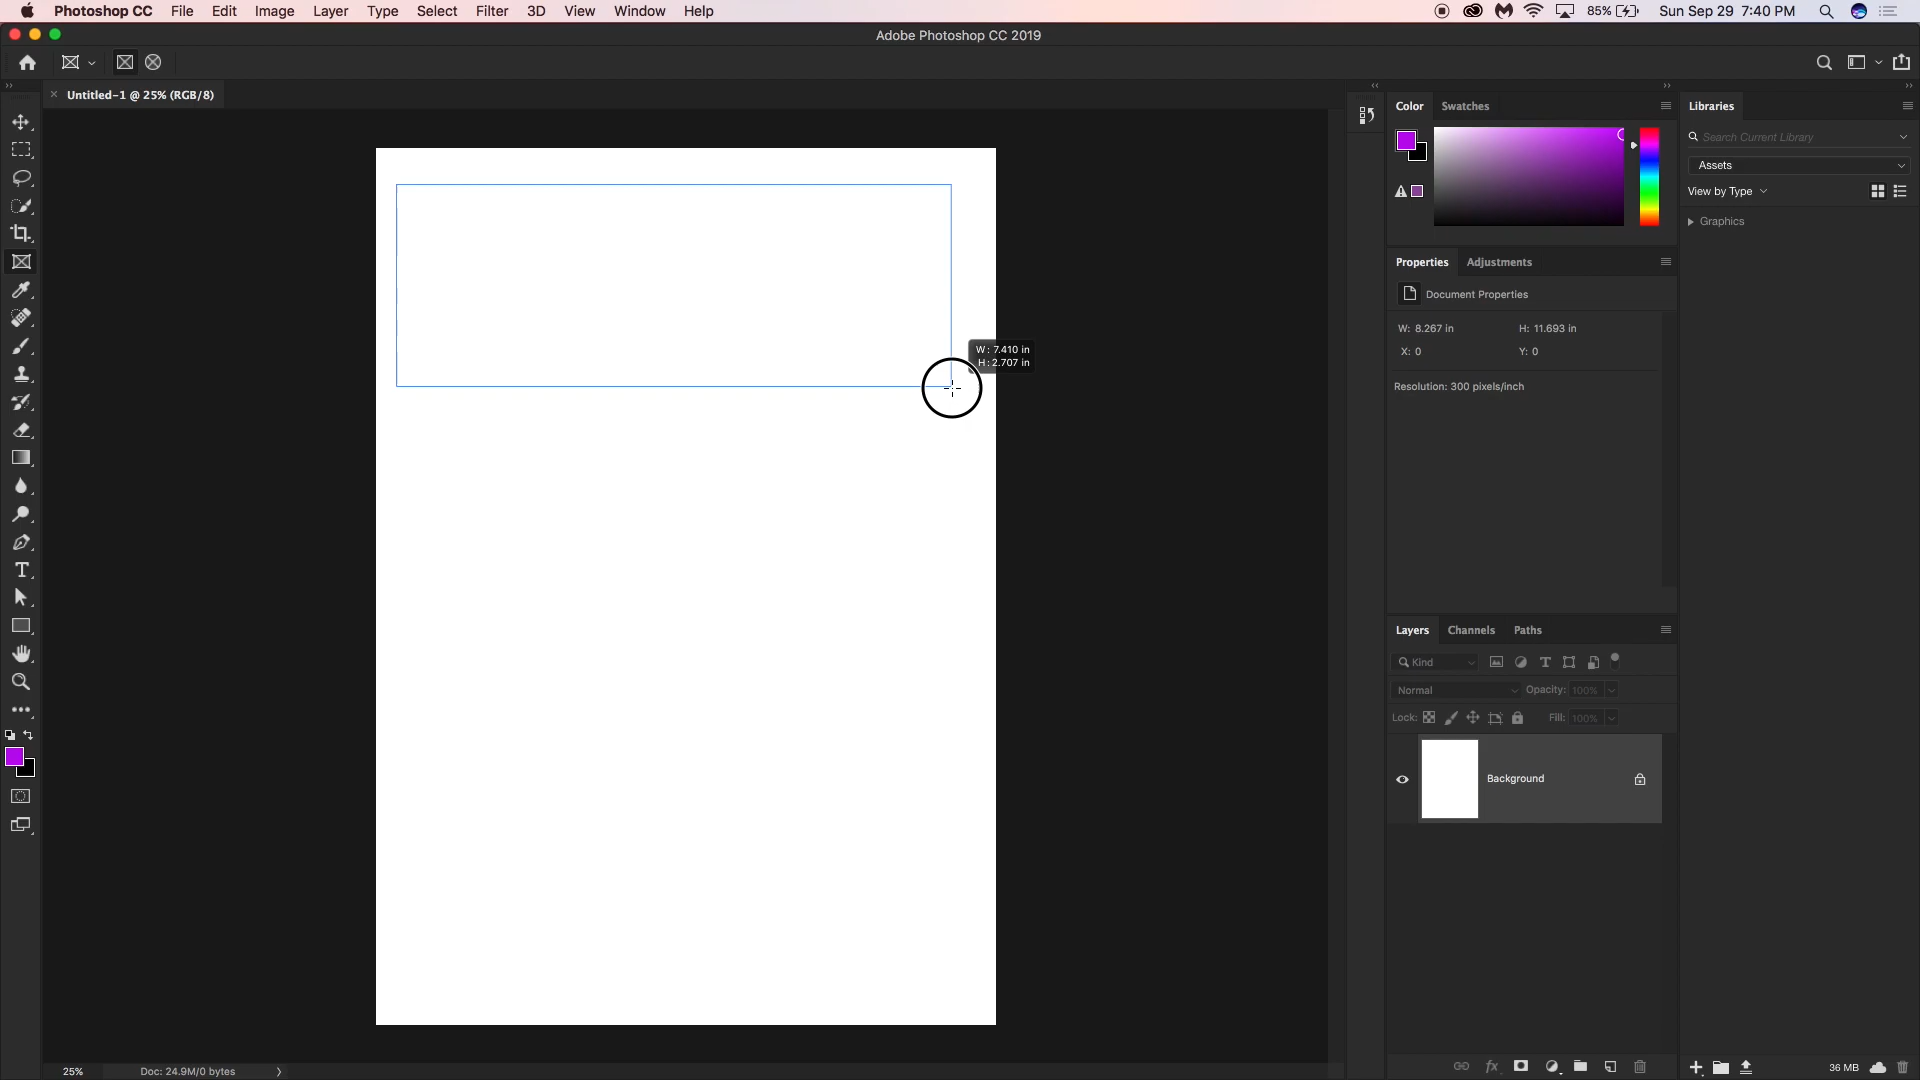 Photoshop CC File Edit Image Layer Type Select Filter 3D View Window Help 85% Sun Sep 29 7:40 PM
Adobe Photoshop CC 2019
Untitled-1 @ 25% (RGB/8)
Color Swatches
Libraries
Search Current Library
Assets
View by Type
Graphics
Properties Adjustments
Document Properties
W: 8.267 in H: 11.693 in
X: 0 Y: 0
Resolution: 300 pixels/inch
W: 7.410 in
H: 2.707 in
Layers Channels Paths
Kind
Normal Opacity: 100%
Lock: Fill: 100%
Background
25% Doc: 24.9M/0 bytes
36 MB